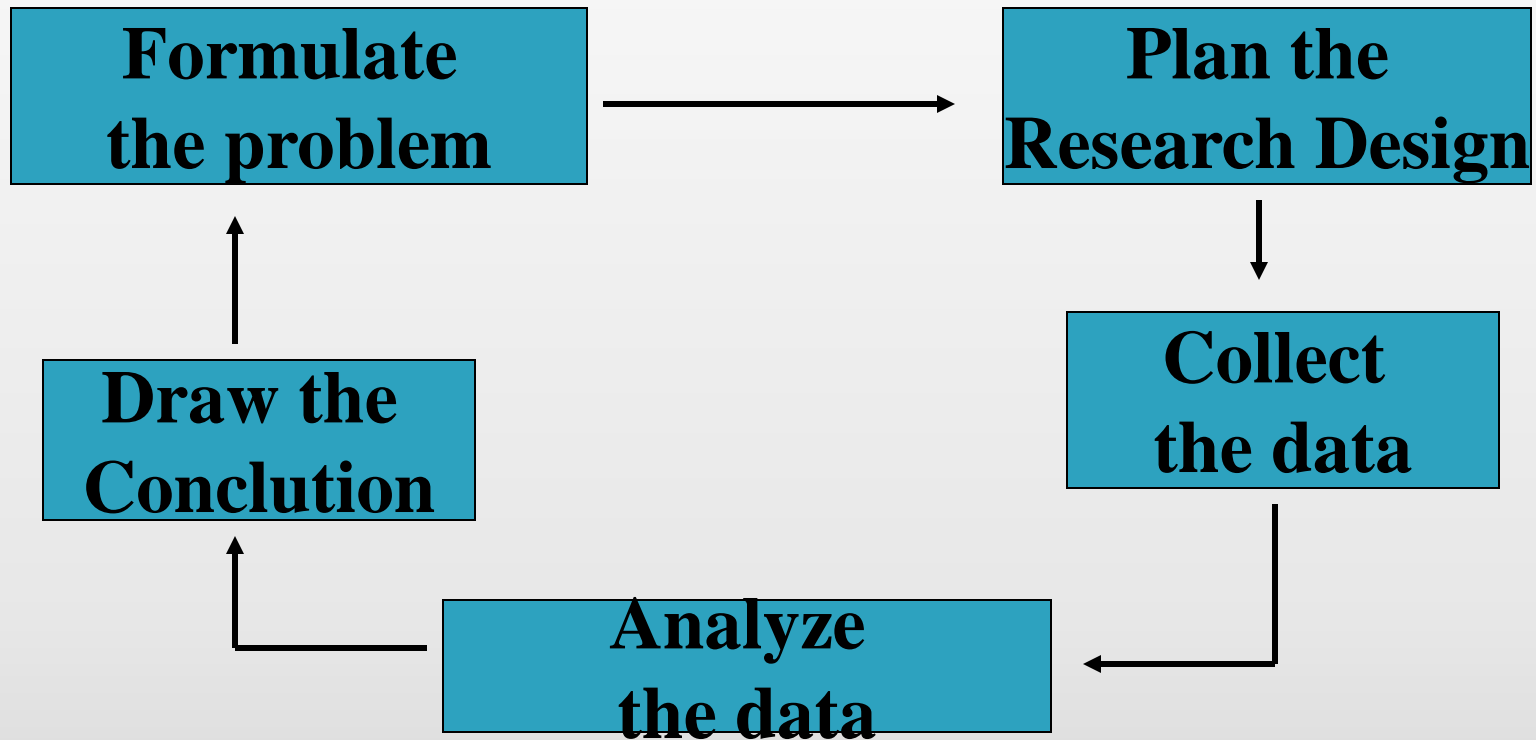 Formulate
the problem
Plan the
Research Design
Collect
the data
Analyze
the data
Draw the
Conclution